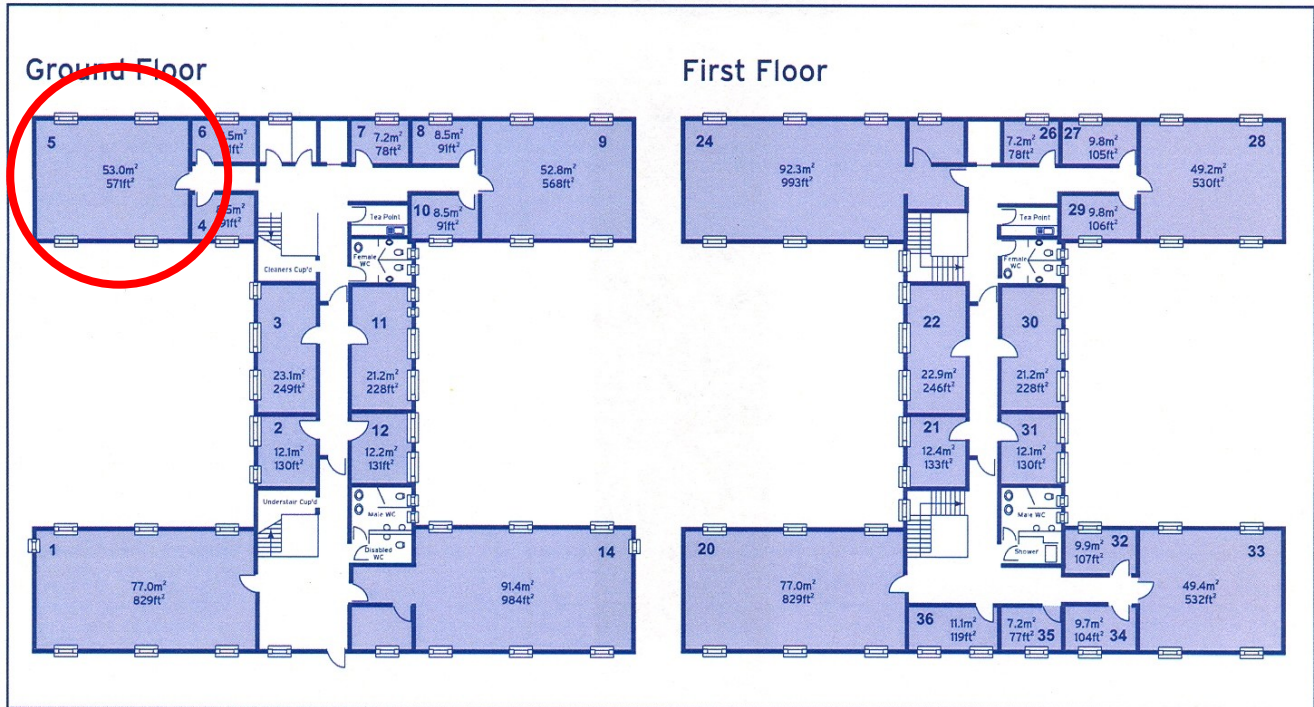 Ground Floor
5
53.0m²
571ft²
6
.5m²
1ft²
7
7.2m²
78ft²
8
8.5m²
91ft²
9
52.8m²
568ft²
4
8.5m²
91ft²
10
8.5m²
91ft²
Tea Point
Female
WC
Cleaners Cup'd
3
23.1m²
249ft²
11
21.2m²
228ft²
2
12.1m²
130ft²
12
12.2m²
131ft²
Understair Cup'd
Male WC
Disabled
WC
1
77.0m²
829ft²
14
91.4m²
984ft²
First Floor
24
92.3m²
993ft²
26
7.2m²
78ft²
27
9.8m²
105ft²
28
49.2m²
530ft²
29
9.8m²
106ft²
Tea Point
Female
WC
22
22.9m²
246ft²
30
21.2m²
228ft²
21
12.4m²
133ft²
31
12.1m²
130ft²
Male WC
Shower
20
77.0m²
829ft²
32
9.9m²
107ft²
33
49.4m²
532ft²
36
11.1m²
119ft²
35
7.2m²
77ft²
34
9.7m²
104ft²